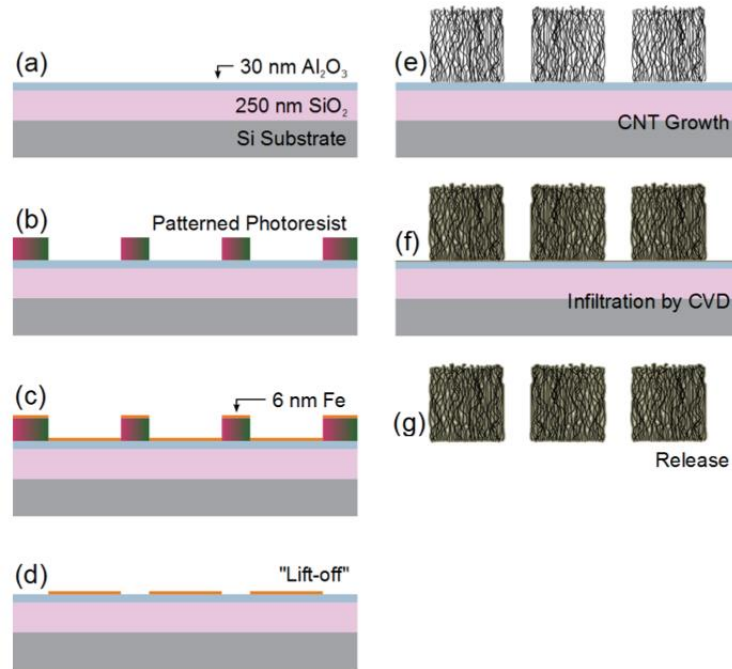 (a)
30 nm Al₂O₃
250 nm SiO₂
Si Substrate
(b)
Patterned Photoresist
(c)
6 nm Fe
(d)
"Lift-off"
(e)
CNT Growth
(f)
Infiltration by CVD
(g)
Release